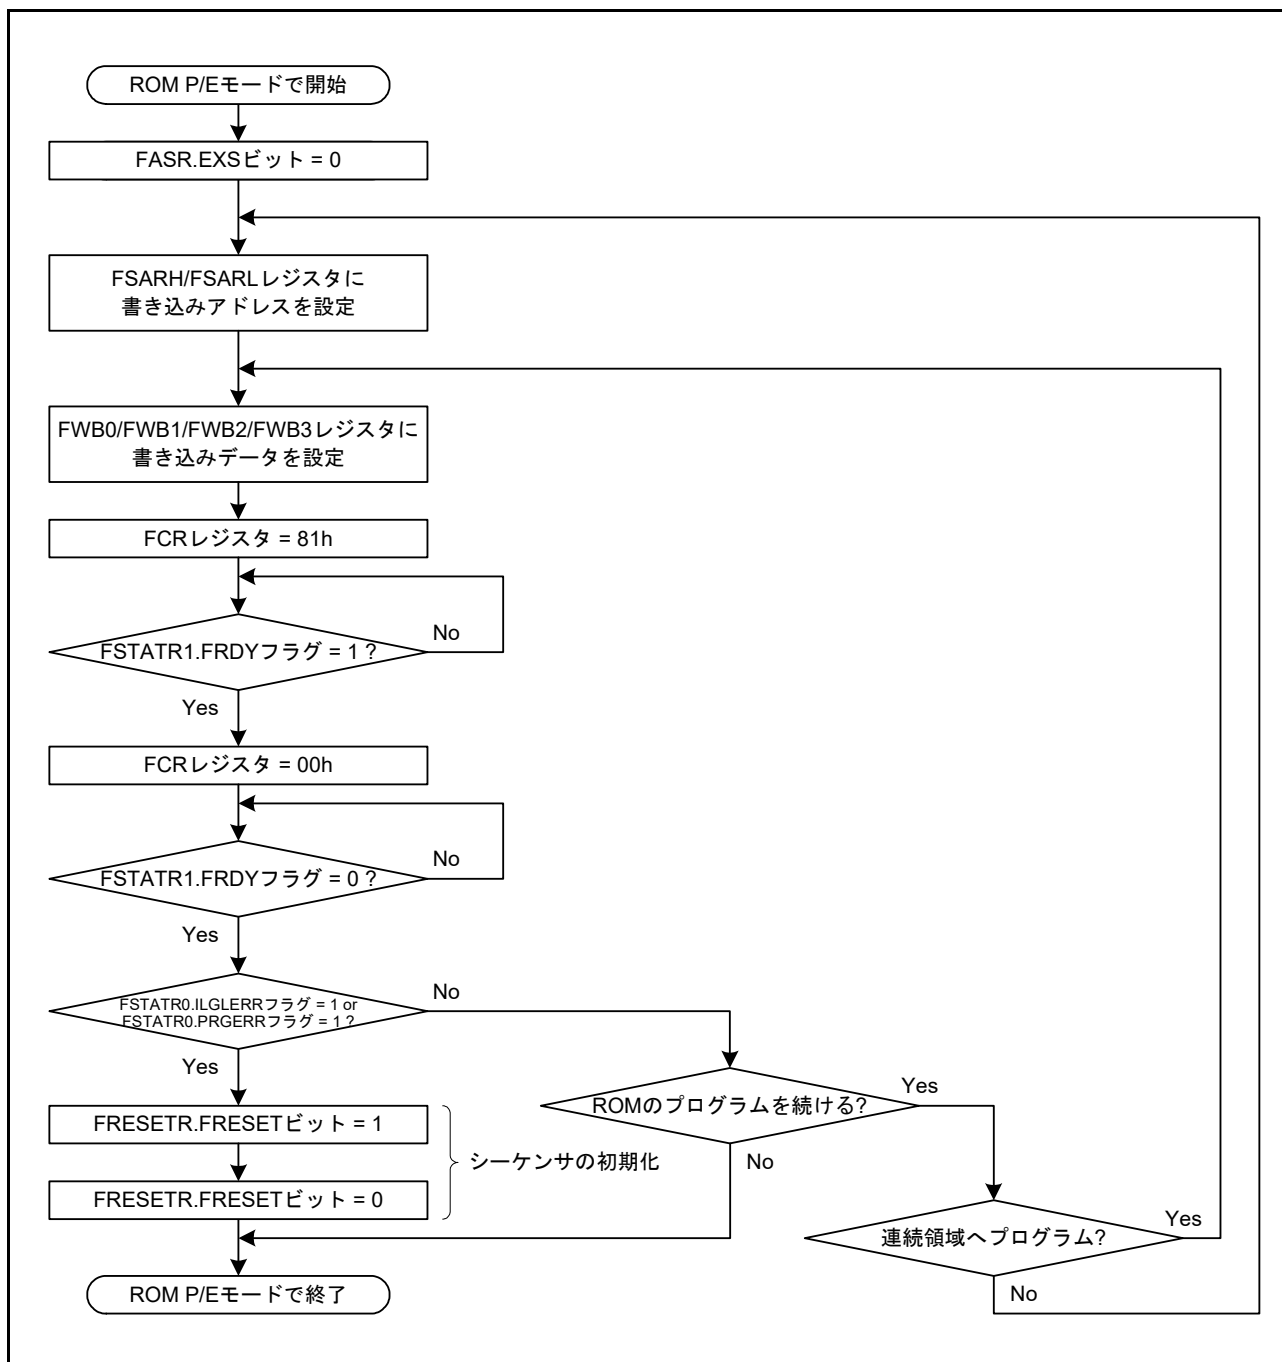 ROM P/Eモードで開始
FASR.EXSビット = 0
FSARH/FSARLレジスタに
書き込みアドレスを設定
FWB0/FWB1/FWB2/FWB3レジスタに
書き込みデータを設定
FCRレジスタ = 81h
FSTATR1.FRDYフラグ = 1 ?
No
Yes
FCRレジスタ = 00h
FSTATR1.FRDYフラグ = 0 ?
No
Yes
FSTATR0.ILGLERRフラグ = 1 or
FSTATR0.PRGERRフラグ = 1 ?
No
Yes
ROMのプログラムを続ける?
Yes
No
FRESETR.FRESETビット = 1
シーケンサの初期化
FRESETR.FRESETビット = 0
連続領域へプログラム?
Yes
No
ROM P/Eモードで終了